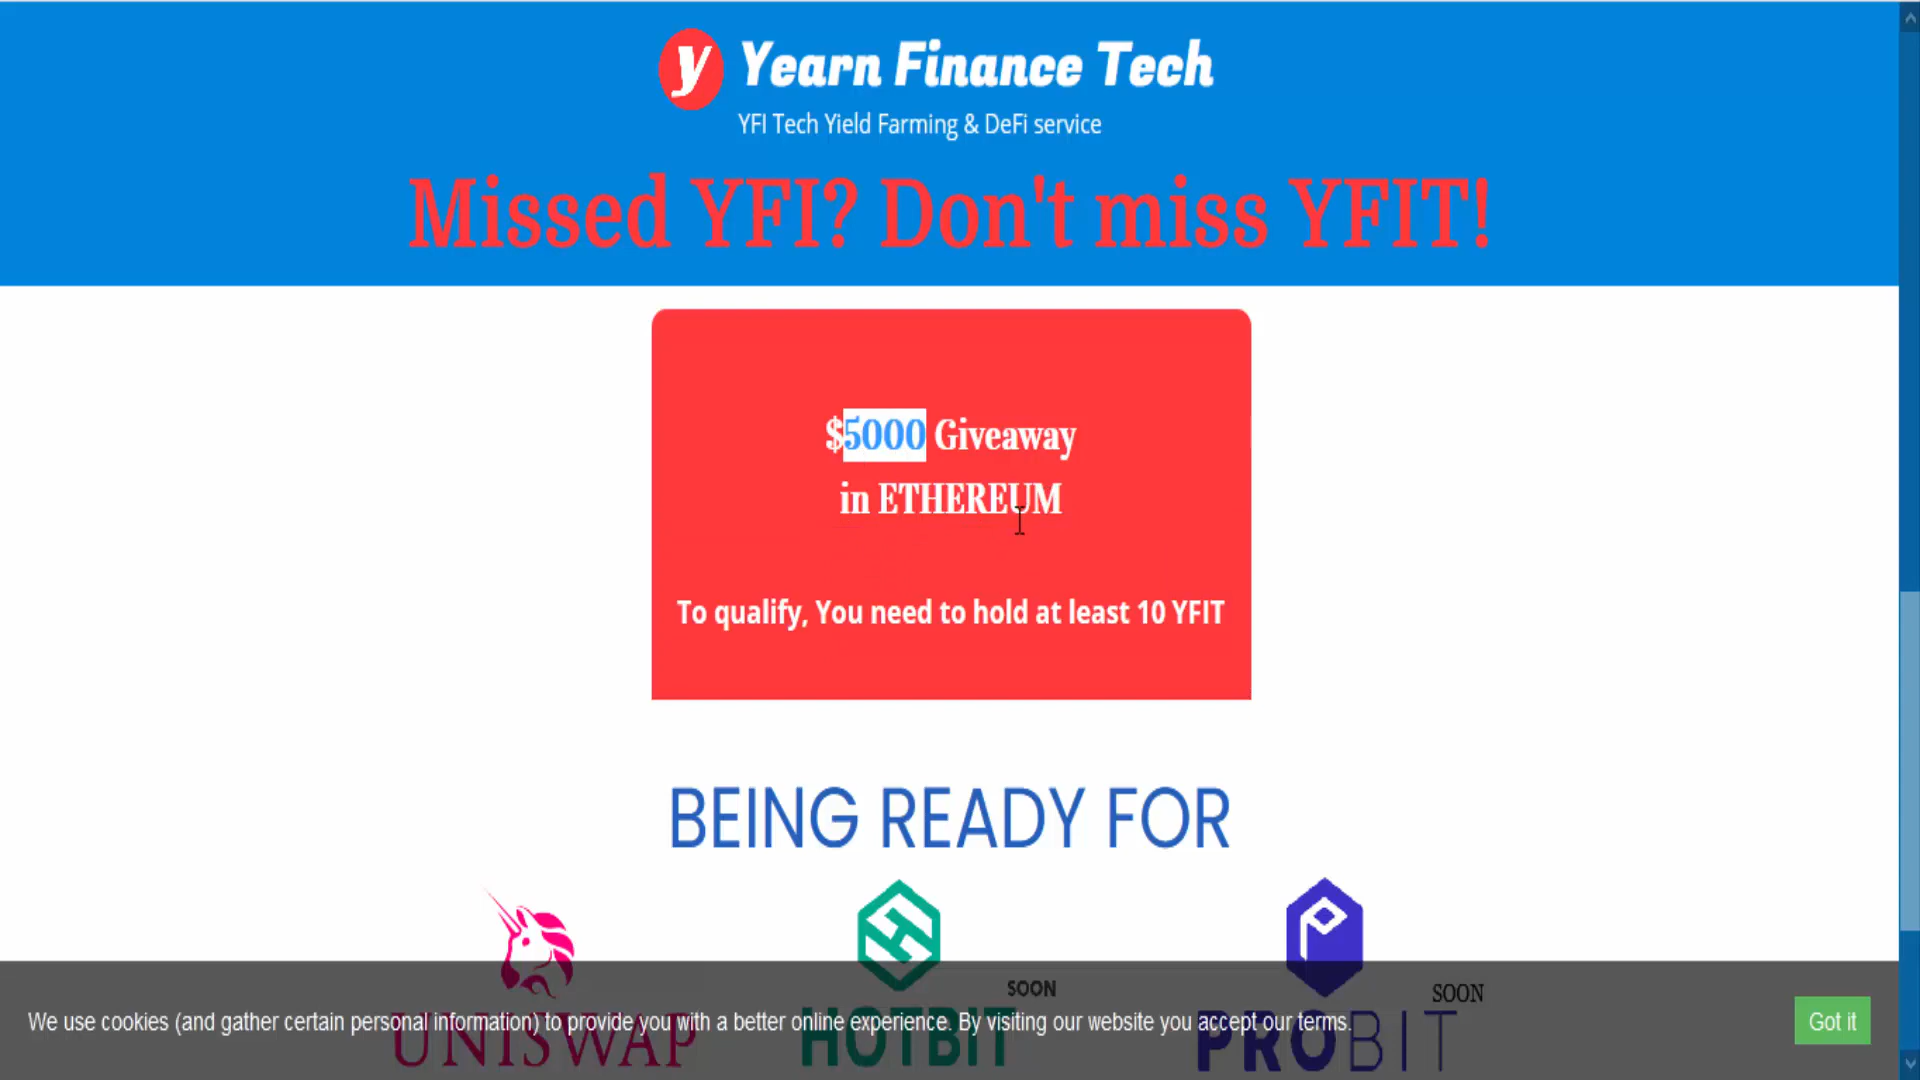 y Yearn Finance Tech
YFI Tech Yield Farming & DeFi service
Missed YFI? Don't miss YFIT!
$5000 Giveaway
in ETHEREUM
To qualify, You need to hold at least 10 YFIT
BEING READY FOR
SOON
SOON
UNISWAP
HOTBIT
PROBIT
We use cookies (and gather certain personal information) to provide you with a better online experience. By visiting our website you accept our terms.
Got it